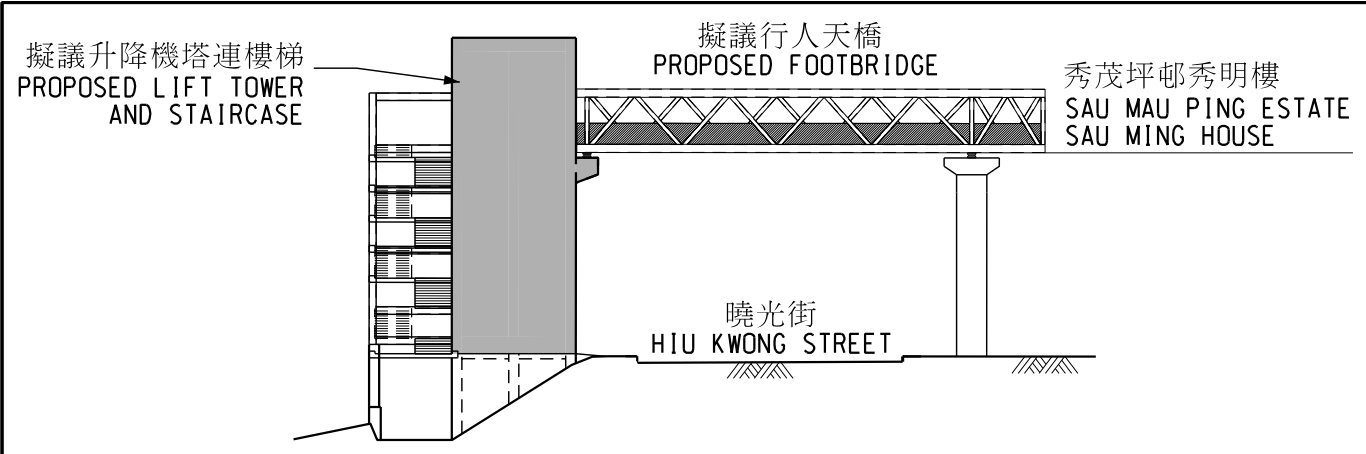 擬議升降機塔連樓梯
PROPOSED LIFT TOWER
AND STAIRCASE
擬議行人天橋
PROPOSED FOOTBRIDGE
秀茂坪邨秀明樓
SAU MAU PING ESTATE
SAU MING HOUSE
曉光街
HIU KWONG STREET